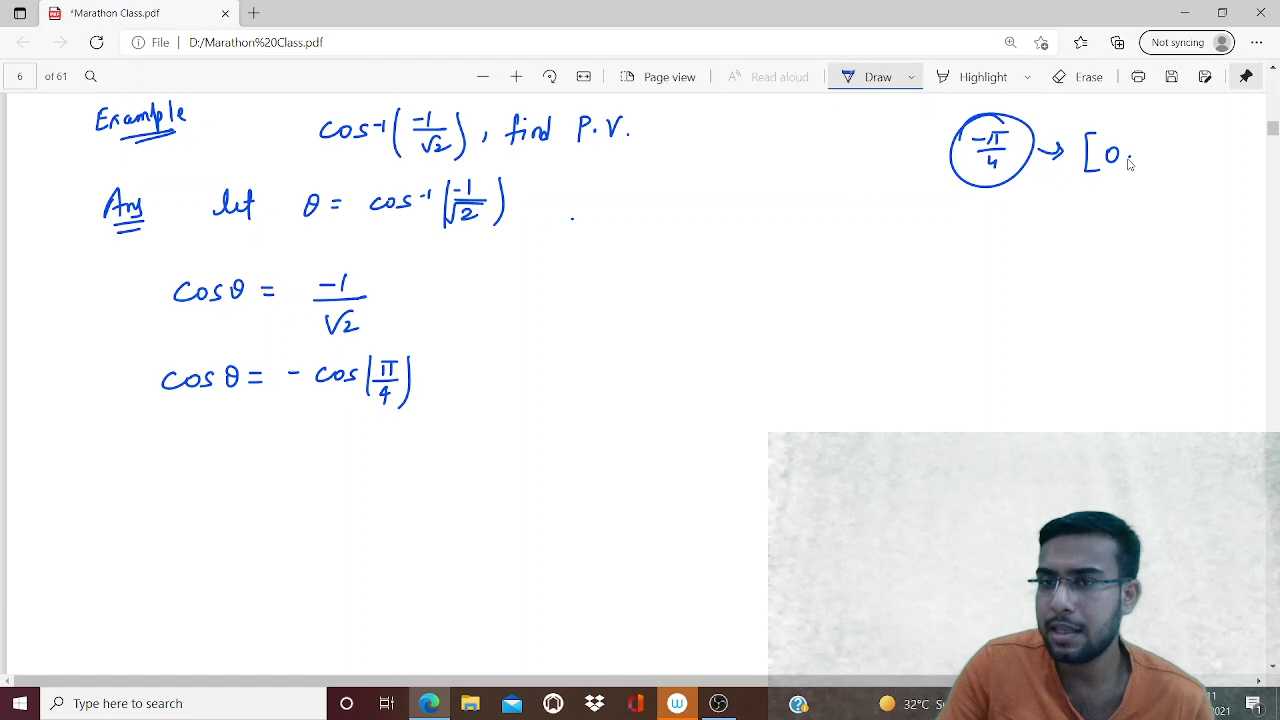 *Marathon Class.pdf
File D:/Marathon%20Class.pdf Not syncing
6 of 61 Page view Read aloud Draw Highlight Erase
Example cos⁻¹(-1/√2), find P.V.
-π/4 → [0,
Ans let θ = cos⁻¹(-1/√2)
cosθ = -1/√2
cosθ = - cos(π/4)
Type here to search 32°C